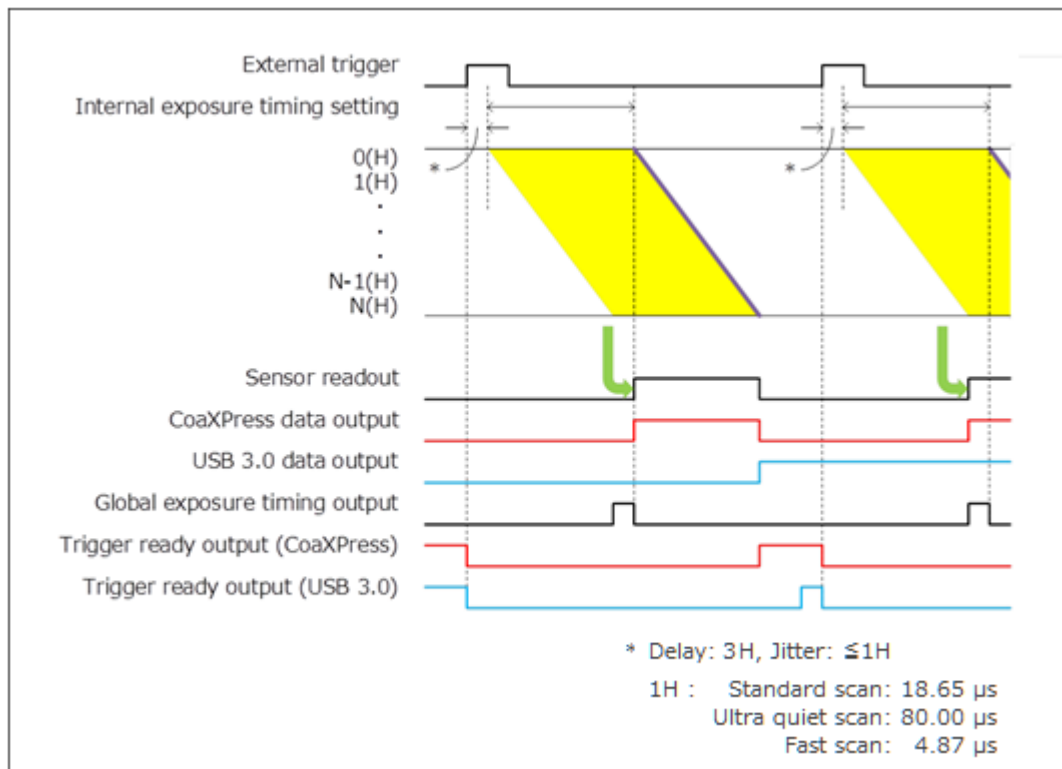 External trigger
Internal exposure timing setting
*
*
0(H)
1(H)
.
.
.
N-1(H)
N(H)
Sensor readout
CoaXPress data output
USB 3.0 data output
Global exposure timing output
Trigger ready output (CoaXPress)
Trigger ready output (USB 3.0)
* Delay: 3H, Jitter: ≦1H
1H : Standard scan: 18.65 µs
Ultra quiet scan: 80.00 µs
Fast scan: 4.87 µs